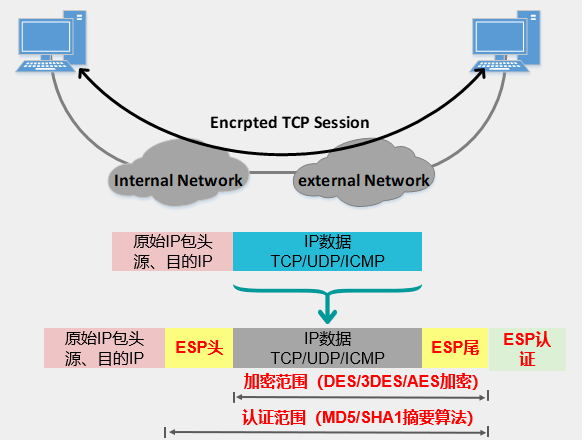 Encrpted TCP Session
Internal Network
external Network
原始IP包头
源、目的IP
IP数据
TCP/UDP/ICMP
原始IP包头
源、目的IP
ESP头
IP数据
TCP/UDP/ICMP
ESP尾
ESP认
证
加密范围（DES/3DES/AES加密)
认证范围（MD5/SHA1摘要算法）